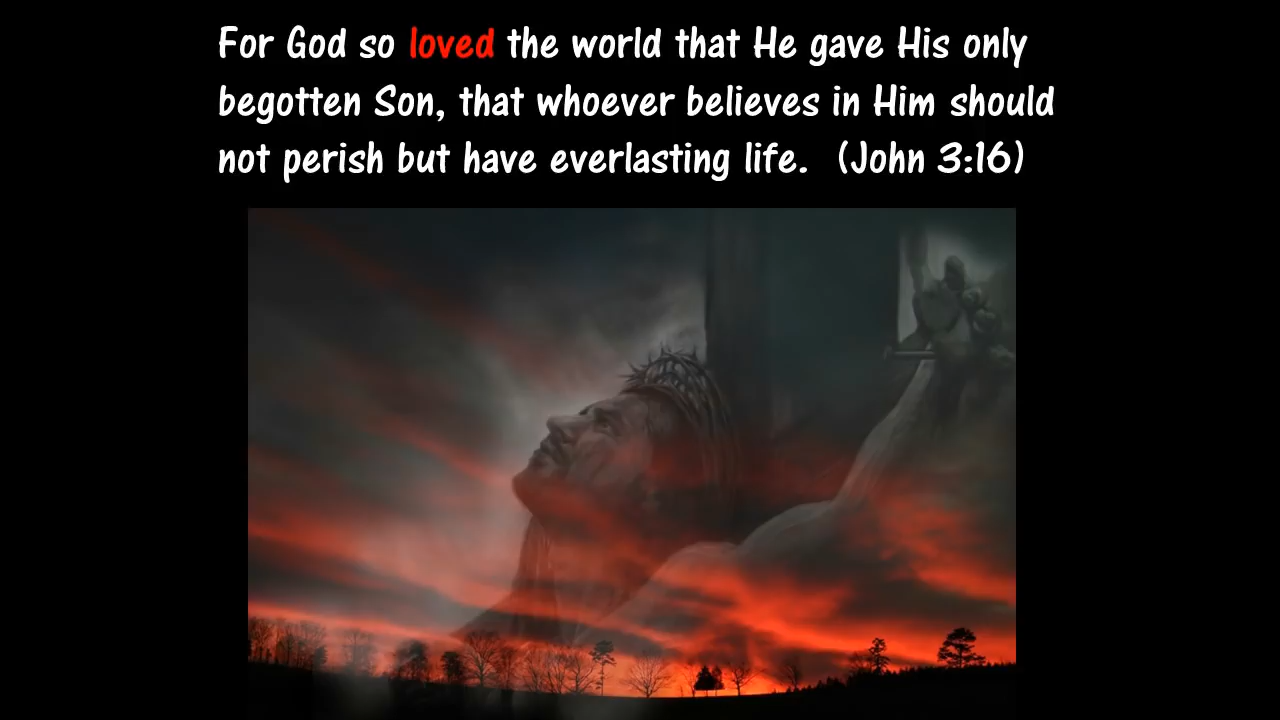 For God so loved the world that He gave His only
begotten Son, that whoever believes in Him should
not perish but have everlasting life. (John 3:16)